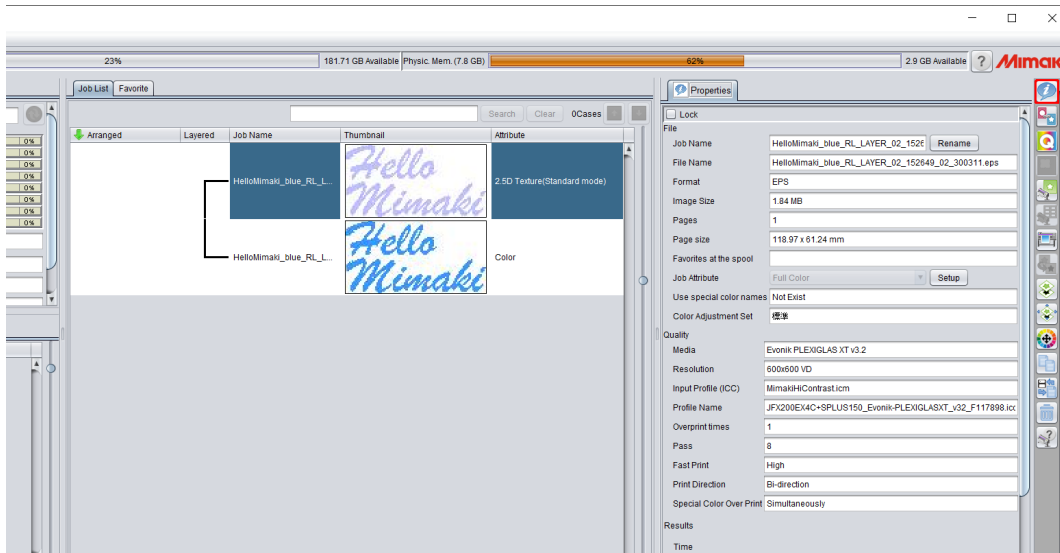 23%
181.71 GB Available
Physic. Mem. (7.8 GB)
62%
2.9 GB Available
?
Mimak
Job List
Favorite
Search
Clear
0Cases
Arranged
Layered
Job Name
Thumbnail
Attribute
HelloMimaki_blue_RL_L...
Hello
Mimaki
2.5D Texture(Standard mode)
HelloMimaki_blue_RL_L...
Hello
Mimaki
Color
0%
0%
0%
0%
0%
0%
0%
0%
Properties
Lock
File
Job Name
HelloMimaki_blue_RL_LAYER_02_1526
Rename
File Name
HelloMimaki_blue_RL_LAYER_02_152649_02_300311.eps
Format
EPS
Image Size
1.84 MB
Pages
1
Page size
118.97 x 61.24 mm
Favorites at the spool
Job Attribute
Full Color
Setup
Use special color names
Not Exist
Color Adjustment Set
標準
Quality
Media
Evonik PLEXIGLAS XT v3.2
Resolution
600x600 VD
Input Profile (ICC)
MimakiHiContrast.icm
Profile Name
JFX200EX4C+SPLUS150_Evonik-PLEXIGLASXT_v32_F117898.icc
Overprint times
1
Pass
8
Fast Print
High
Print Direction
Bi-direction
Special Color Over Print
Simultaneously
Results
Time